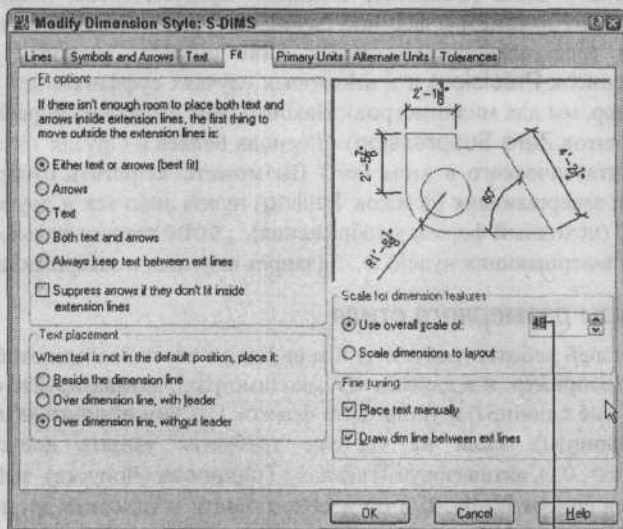 Modify Dimension Style: S-DIMS
Lines Symbols and Arrows Text Fit Primary Units Alternate Units Tolerances
Fit options
If there isn't enough room to place both text and
arrows inside extension lines, the first thing to
move outside the extension lines is:
Either text or arrows (best fit)
Arrows
Text
Both text and arrows
Always keep text between ext lines
Suppress arrows if they don't fit inside
extension lines
Text placement
When text is not in the default position, place it:
Beside the dimension line
Over dimension line, with leader
Over dimension line, without leader
Scale for dimension features
Use overall scale of:
Scale dimensions to layout
Fine tuning
Place text manually
Draw dim line between ext lines
OK Cancel Help